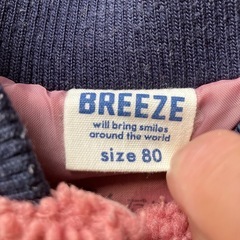 BREEZE
will bring smiles
around the world
size 80